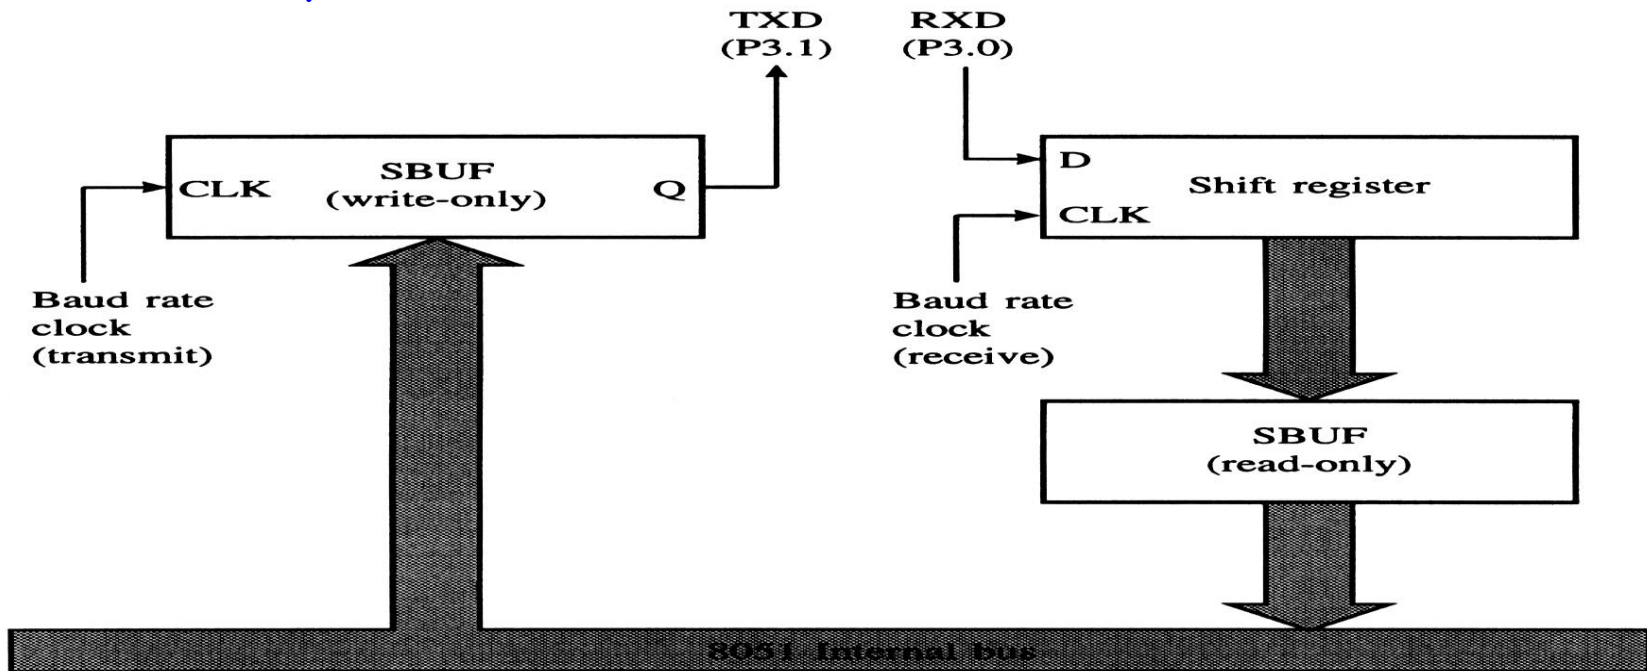 TXD
(P3.1)
RXD
(P3.0)
SBUF
(write-only)
CLK
Q
D
CLK
Shift register
Baud rate
clock
(transmit)
Baud rate
clock
(receive)
SBUF
(read-only)
8051 Internal bus